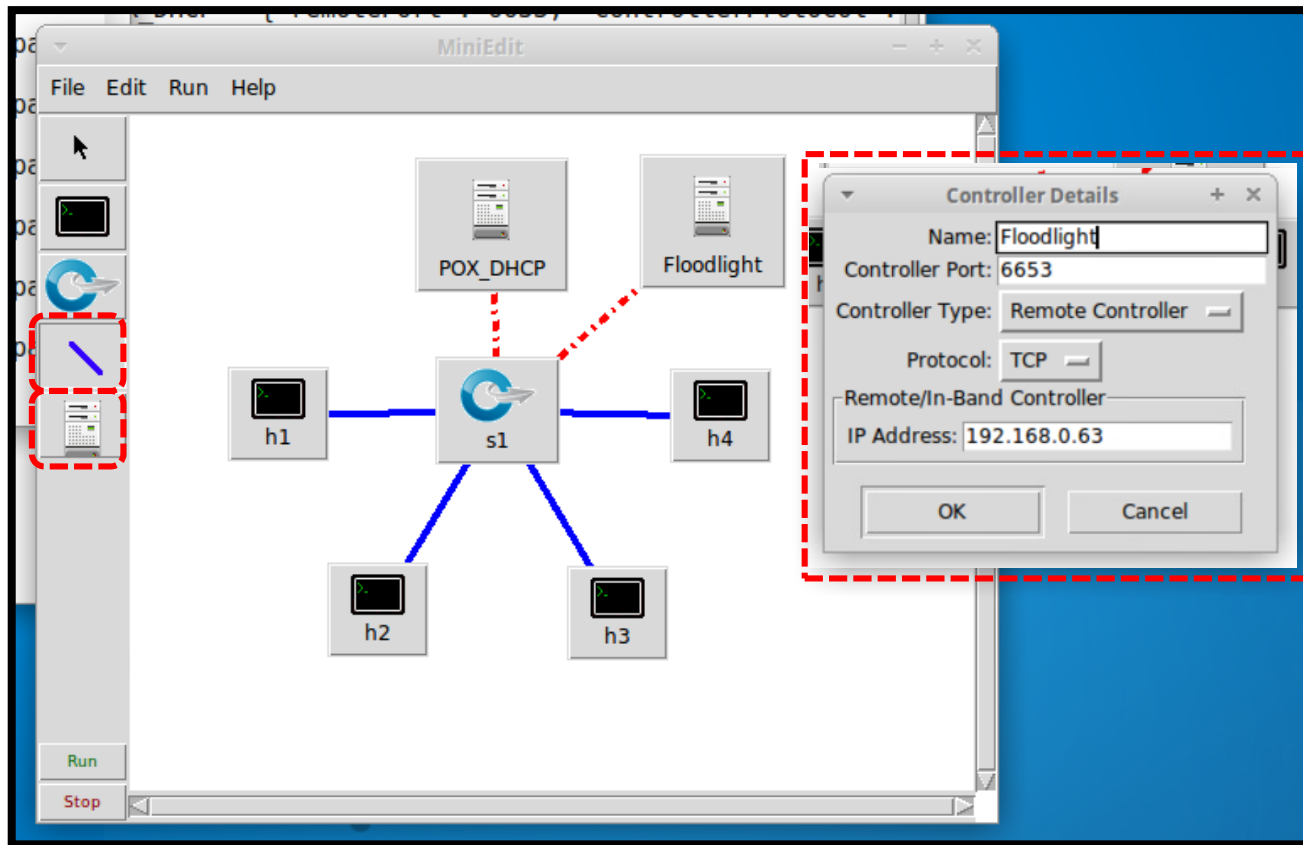 MiniEdit
File Edit Run Help
POX_DHCP
Floodlight
h1
s1
h4
h2
h3
Run
Stop
Controller Details
Name: Floodlight
Controller Port: 6653
Controller Type: Remote Controller
Protocol: TCP
Remote/In-Band Controller
IP Address: 192.168.0.63
OK Cancel